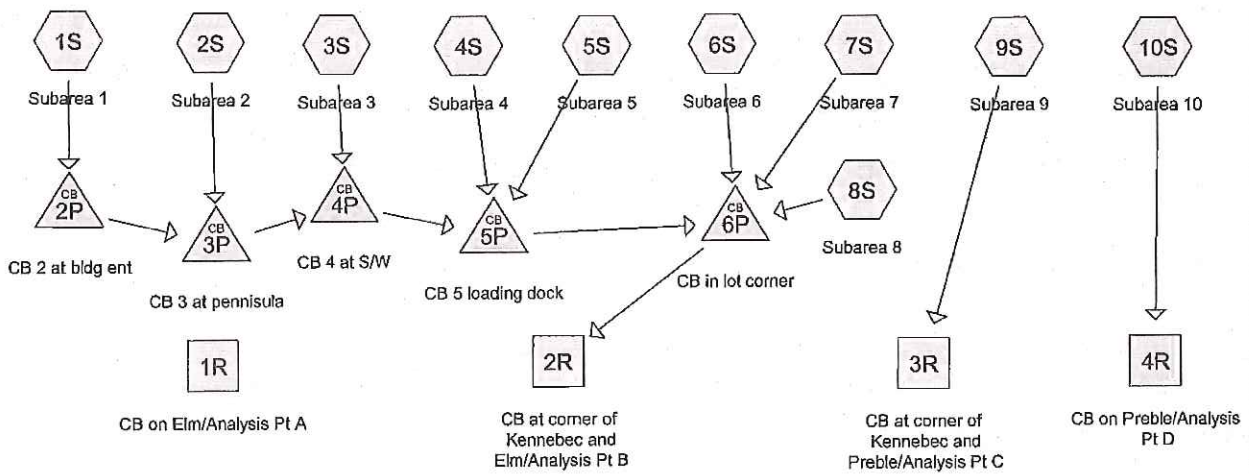 1S
2S
3S
4S
5S
6S
7S
9S
10S
Subarea 1
Subarea 2
Subarea 3
Subarea 4
Subarea 5
Subarea 6
Subarea 7
Subarea 9
Subarea 10
CB
2P
CB
3P
CB
4P
CB
5P
CB
6P
8S
Subarea 8
CB 2 at bldg ent
CB 3 at pennisula
CB 4 at S/W
CB 5 loading dock
CB in lot corner
1R
2R
3R
4R
CB on Elm/Analysis Pt A
CB at corner of
Kennebec and
Elm/Analysis Pt B
CB at corner of
Kennebec and
Preble/Analysis Pt C
CB on Preble/Analysis
Pt D